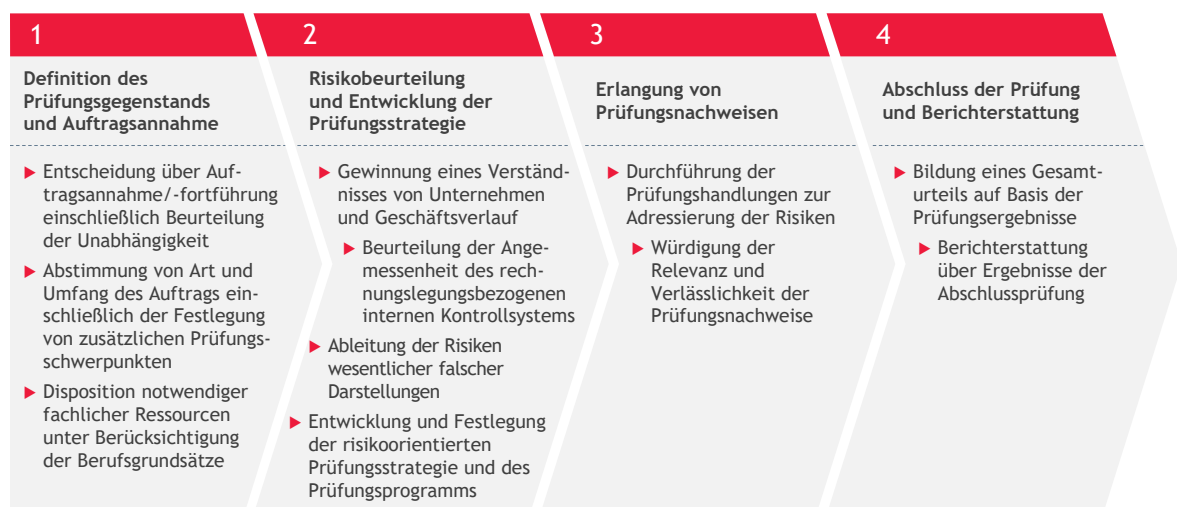 1
Definition des
Prüfungsgegenstands
und Auftragsannahme
Entscheidung über Auf-
tragsannahme/-fortführung
einschließlich Beurteilung
der Unabhängigkeit
Abstimmung von Art und
Umfang des Auftrags ein-
schließlich der Festlegung
von zusätzlichen Prüfungs-
schwerpunkten
Disposition notwendiger
fachlicher Ressourcen
unter Berücksichtigung
der Berufsgrundsätze
2
Risikobeurteilung
und Entwicklung der
Prüfungsstrategie
Gewinnung eines Verständ-
nisses von Unternehmen
und Geschäftsverlauf
Beurteilung der Ange-
messenheit des rech-
nungslegungsbezogenen
internen Kontrollsystems
Ableitung der Risiken
wesentlicher falscher
Darstellungen
Entwicklung und Festlegung
der risikoorientierten
Prüfungsstrategie und des
Prüfungsprogramms
3
Erlangung von
Prüfungsnachweisen
Durchführung der
Prüfungshandlungen zur
Adressierung der Risiken
Würdigung der
Relevanz und
Verlässlichkeit der
Prüfungsnachweise
4
Abschluss der Prüfung
und Berichterstattung
Bildung eines Gesamt-
urteils auf Basis der
Prüfungsergebnisse
Berichterstattung
über Ergebnisse der
Abschlussprüfung